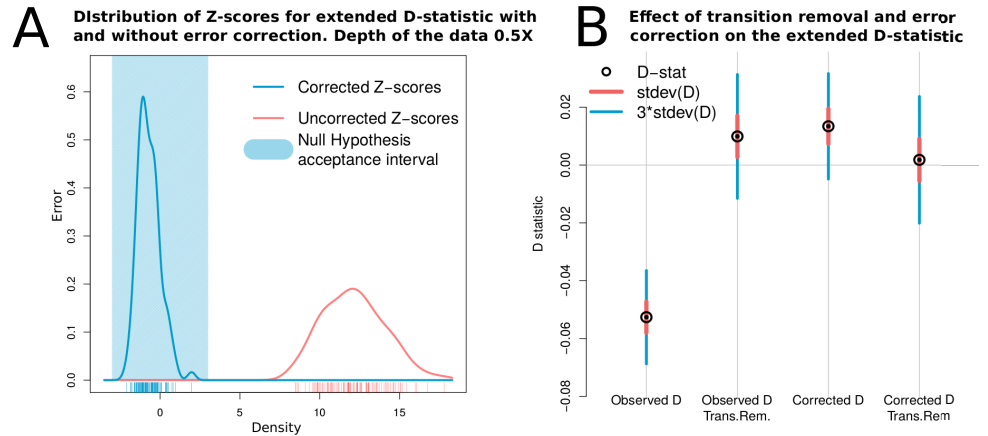 A
DIstribution of Z-scores for extended D-statistic with
and without error correction. Depth of the data 0.5X
Error
0.6
0.5
0.4
0.3
0.2
0.1
0.0
Corrected Z−scores
Uncorrected Z−scores
Null Hypothesis
acceptance interval
0 5 10 15
Density
B
Effect of transition removal and error
correction on the extended D-statistic
D−stat
stdev(D)
3*stdev(D)
D statistic
0.02
0.00
−0.02
−0.04
−0.06
−0.08
Observed D
Observed D
Trans.Rem.
Corrected D
Corrected D
Trans.Rem